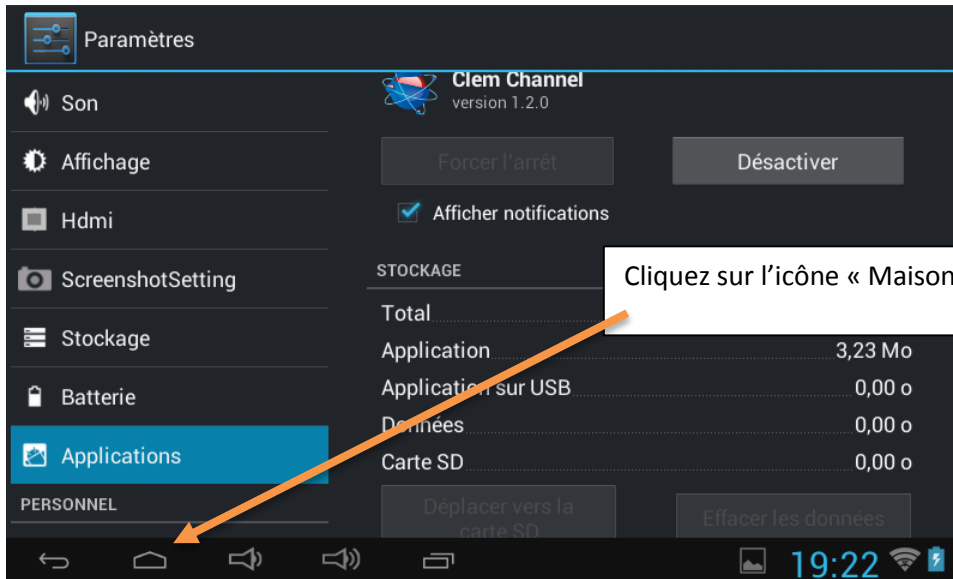 Paramètres
Son
Affichage
Hdmi
ScreenshotSetting
Stockage
Batterie
Applications
PERSONNEL
Clem Channel
version 1.2.0
Forcer l'arrêt
Désactiver
Afficher notifications
STOCKAGE
Cliquez sur l'icône « Maison
Total
Application 3,23 Mo
Application sur USB 0,00 o
Données 0,00 o
Carte SD 0,00 o
Déplacer vers la
carte SD
Effacer les données
19:22